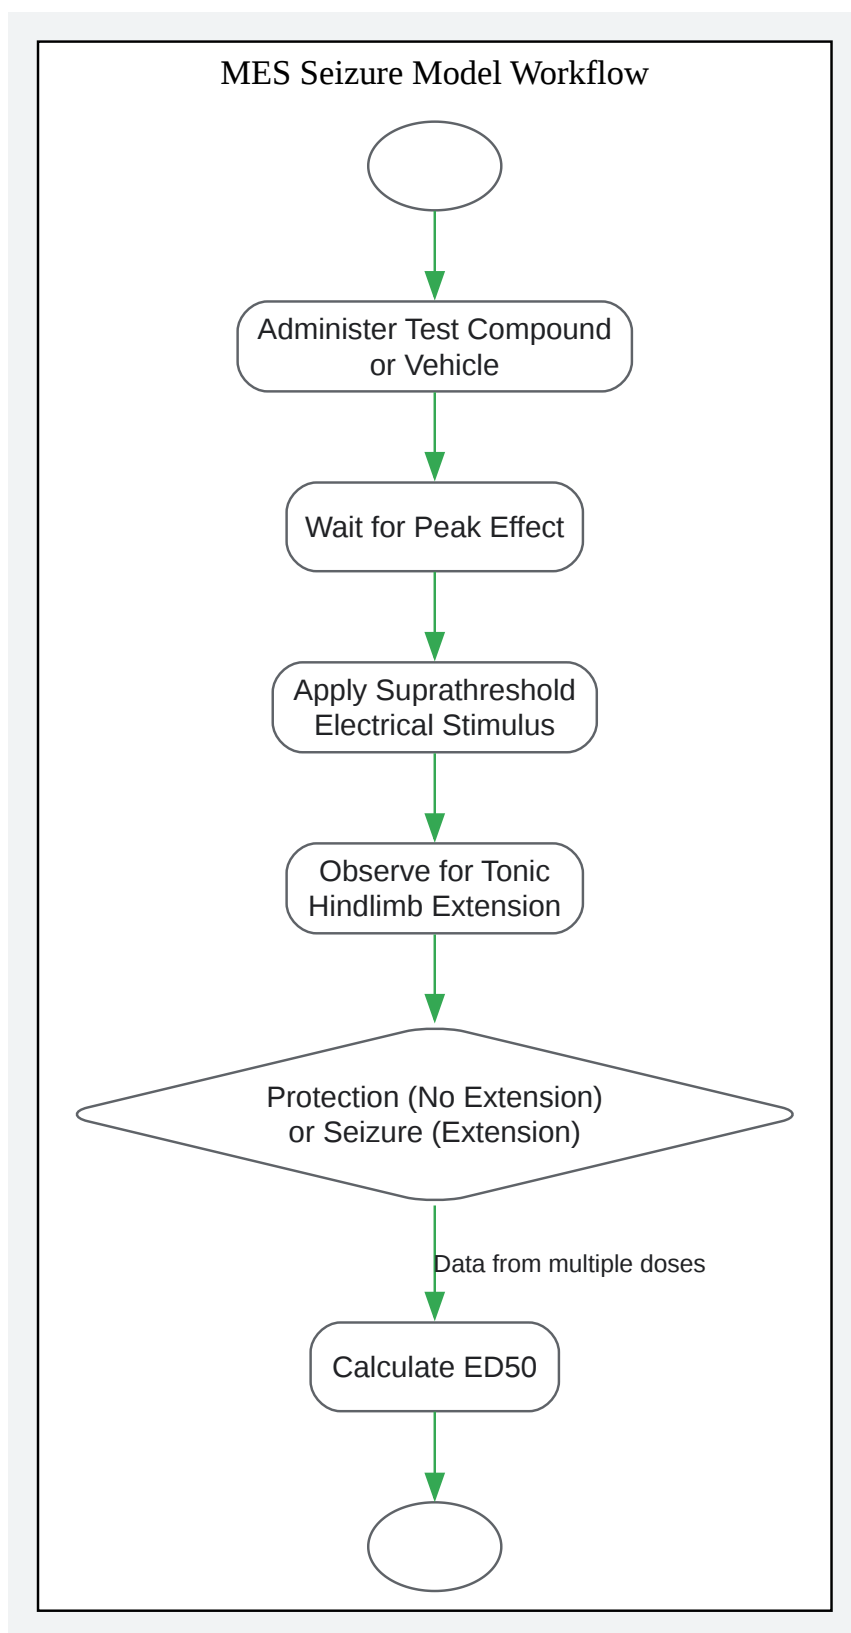 MES Seizure Model Workflow
Administer Test Compound
or Vehicle
Wait for Peak Effect
Apply Suprathreshold
Electrical Stimulus
Observe for Tonic
Hindlimb Extension
Protection (No Extension)
or Seizure (Extension)
Data from multiple doses
Calculate ED50